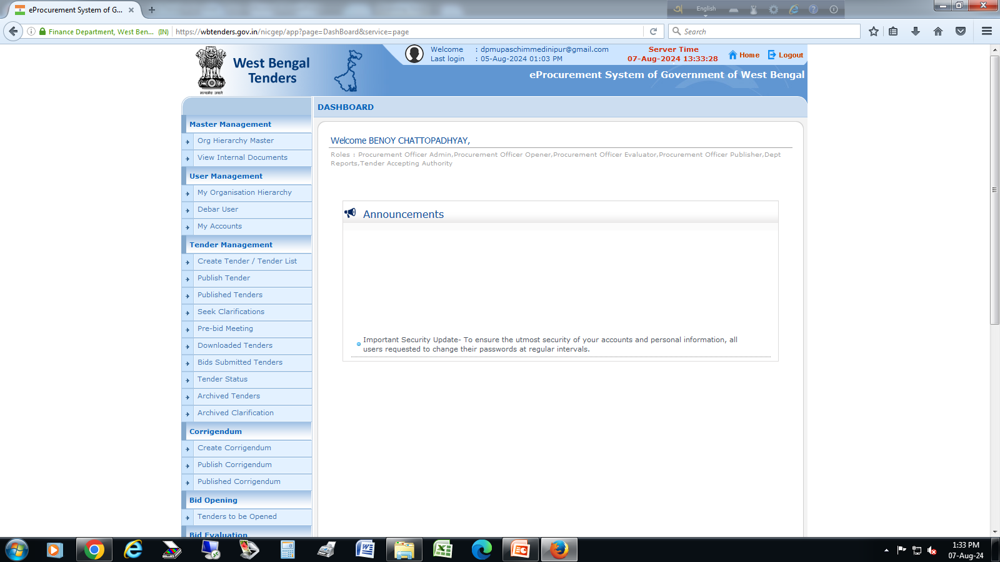 eProcurement System of G...
English
Finance Department, West Ben... (IN)
https://wbtenders.gov.in/nicgep/app?page=DashBoard&service=page
Search
सत्यमेव जयते
West Bengal
Tenders
Welcome : dpmupaschimmedinipur@gmail.com
Last login : 05-Aug-2024 01:03 PM
Server Time
07-Aug-2024 13:33:28
Home
Logout
eProcurement System of Government of West Bengal
DASHBOARD
Master Management
Org Hierarchy Master
View Internal Documents
User Management
My Organisation Hierarchy
Debar User
My Accounts
Tender Management
Create Tender / Tender List
Publish Tender
Published Tenders
Seek Clarifications
Pre-bid Meeting
Downloaded Tenders
Bids Submitted Tenders
Tender Status
Archived Tenders
Archived Clarification
Corrigendum
Create Corrigendum
Publish Corrigendum
Published Corrigendum
Bid Opening
Tenders to be Opened
Bid Evaluation
Welcome BENOY CHATTOPADHYAY,
Roles : Procurement Officer Admin,Procurement Officer Opener,Procurement Officer Evaluator,Procurement Officer Publisher,Dept
Reports,Tender Accepting Authority
Announcements
Important Security Update- To ensure the utmost security of your accounts and personal information, all
users requested to change their passwords at regular intervals.
1:33 PM
07-Aug-24